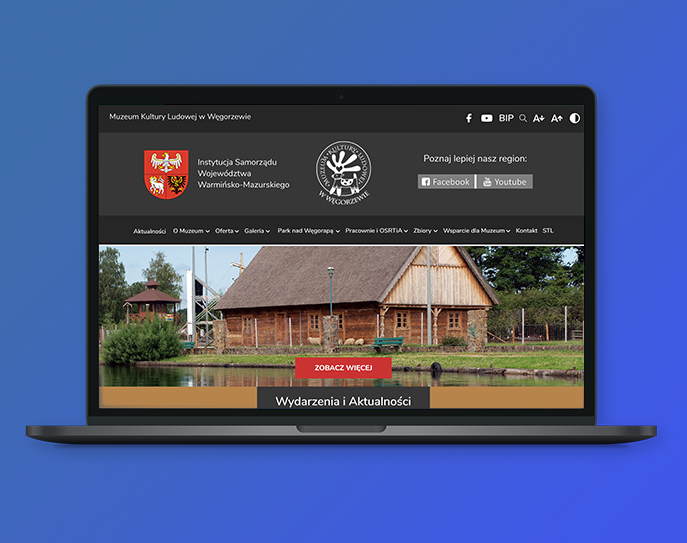 Muzeum Kultury Ludowej w Węgorzewie
BIP A A
Instytucja Samorządu
Województwa
Warmińsko-Mazurskiego
MUZEUM KULTURY LUDOWEJ
W WĘGORZEWIE
Poznaj lepiej nasz region:
Facebook Youtube
Aktualności O Muzeum Oferta Galeria Park nad Węgorapą Pracownie i OSRTiA Zbiory Wsparcie dla Muzeum Kontakt STL
ZOBACZ WIĘCEJ
Wydarzenia i Aktualności